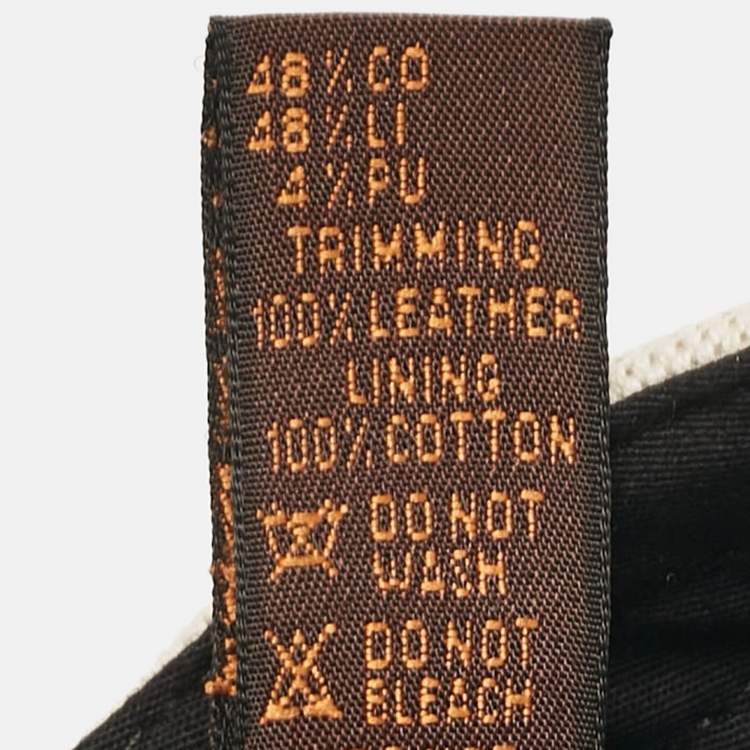 48%CO
48%LI
4%PU
TRIMMING
100% LEATHER
LINING
100% COTTON
DO NOT
WASH
DO NOT
BLEACH